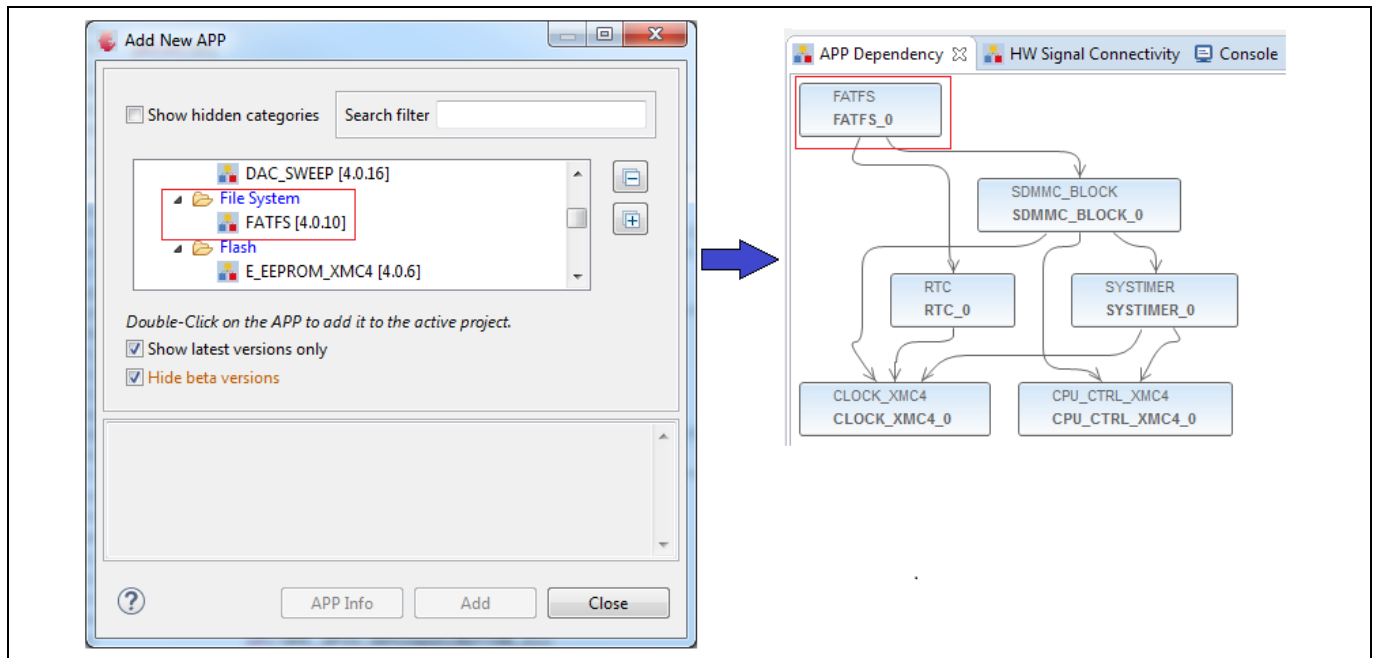 Add New APP
Show hidden categories
Search filter
DAC_SWEEP [4.0.16]
File System
FATFS [4.0.10]
Flash
E_EEPROM_XMC4 [4.0.6]
Double-Click on the APP to add it to the active project.
Show latest versions only
Hide beta versions
?
APP Info
Add
Close
APP Dependency
HW Signal Connectivity
Console
FATFS
FATFS_0
SDMMC_BLOCK
SDMMC_BLOCK_0
RTC
RTC_0
SYSTIMER
SYSTIMER_0
CLOCK_XMC4
CLOCK_XMC4_0
CPU_CTRL_XMC4
CPU_CTRL_XMC4_0
.